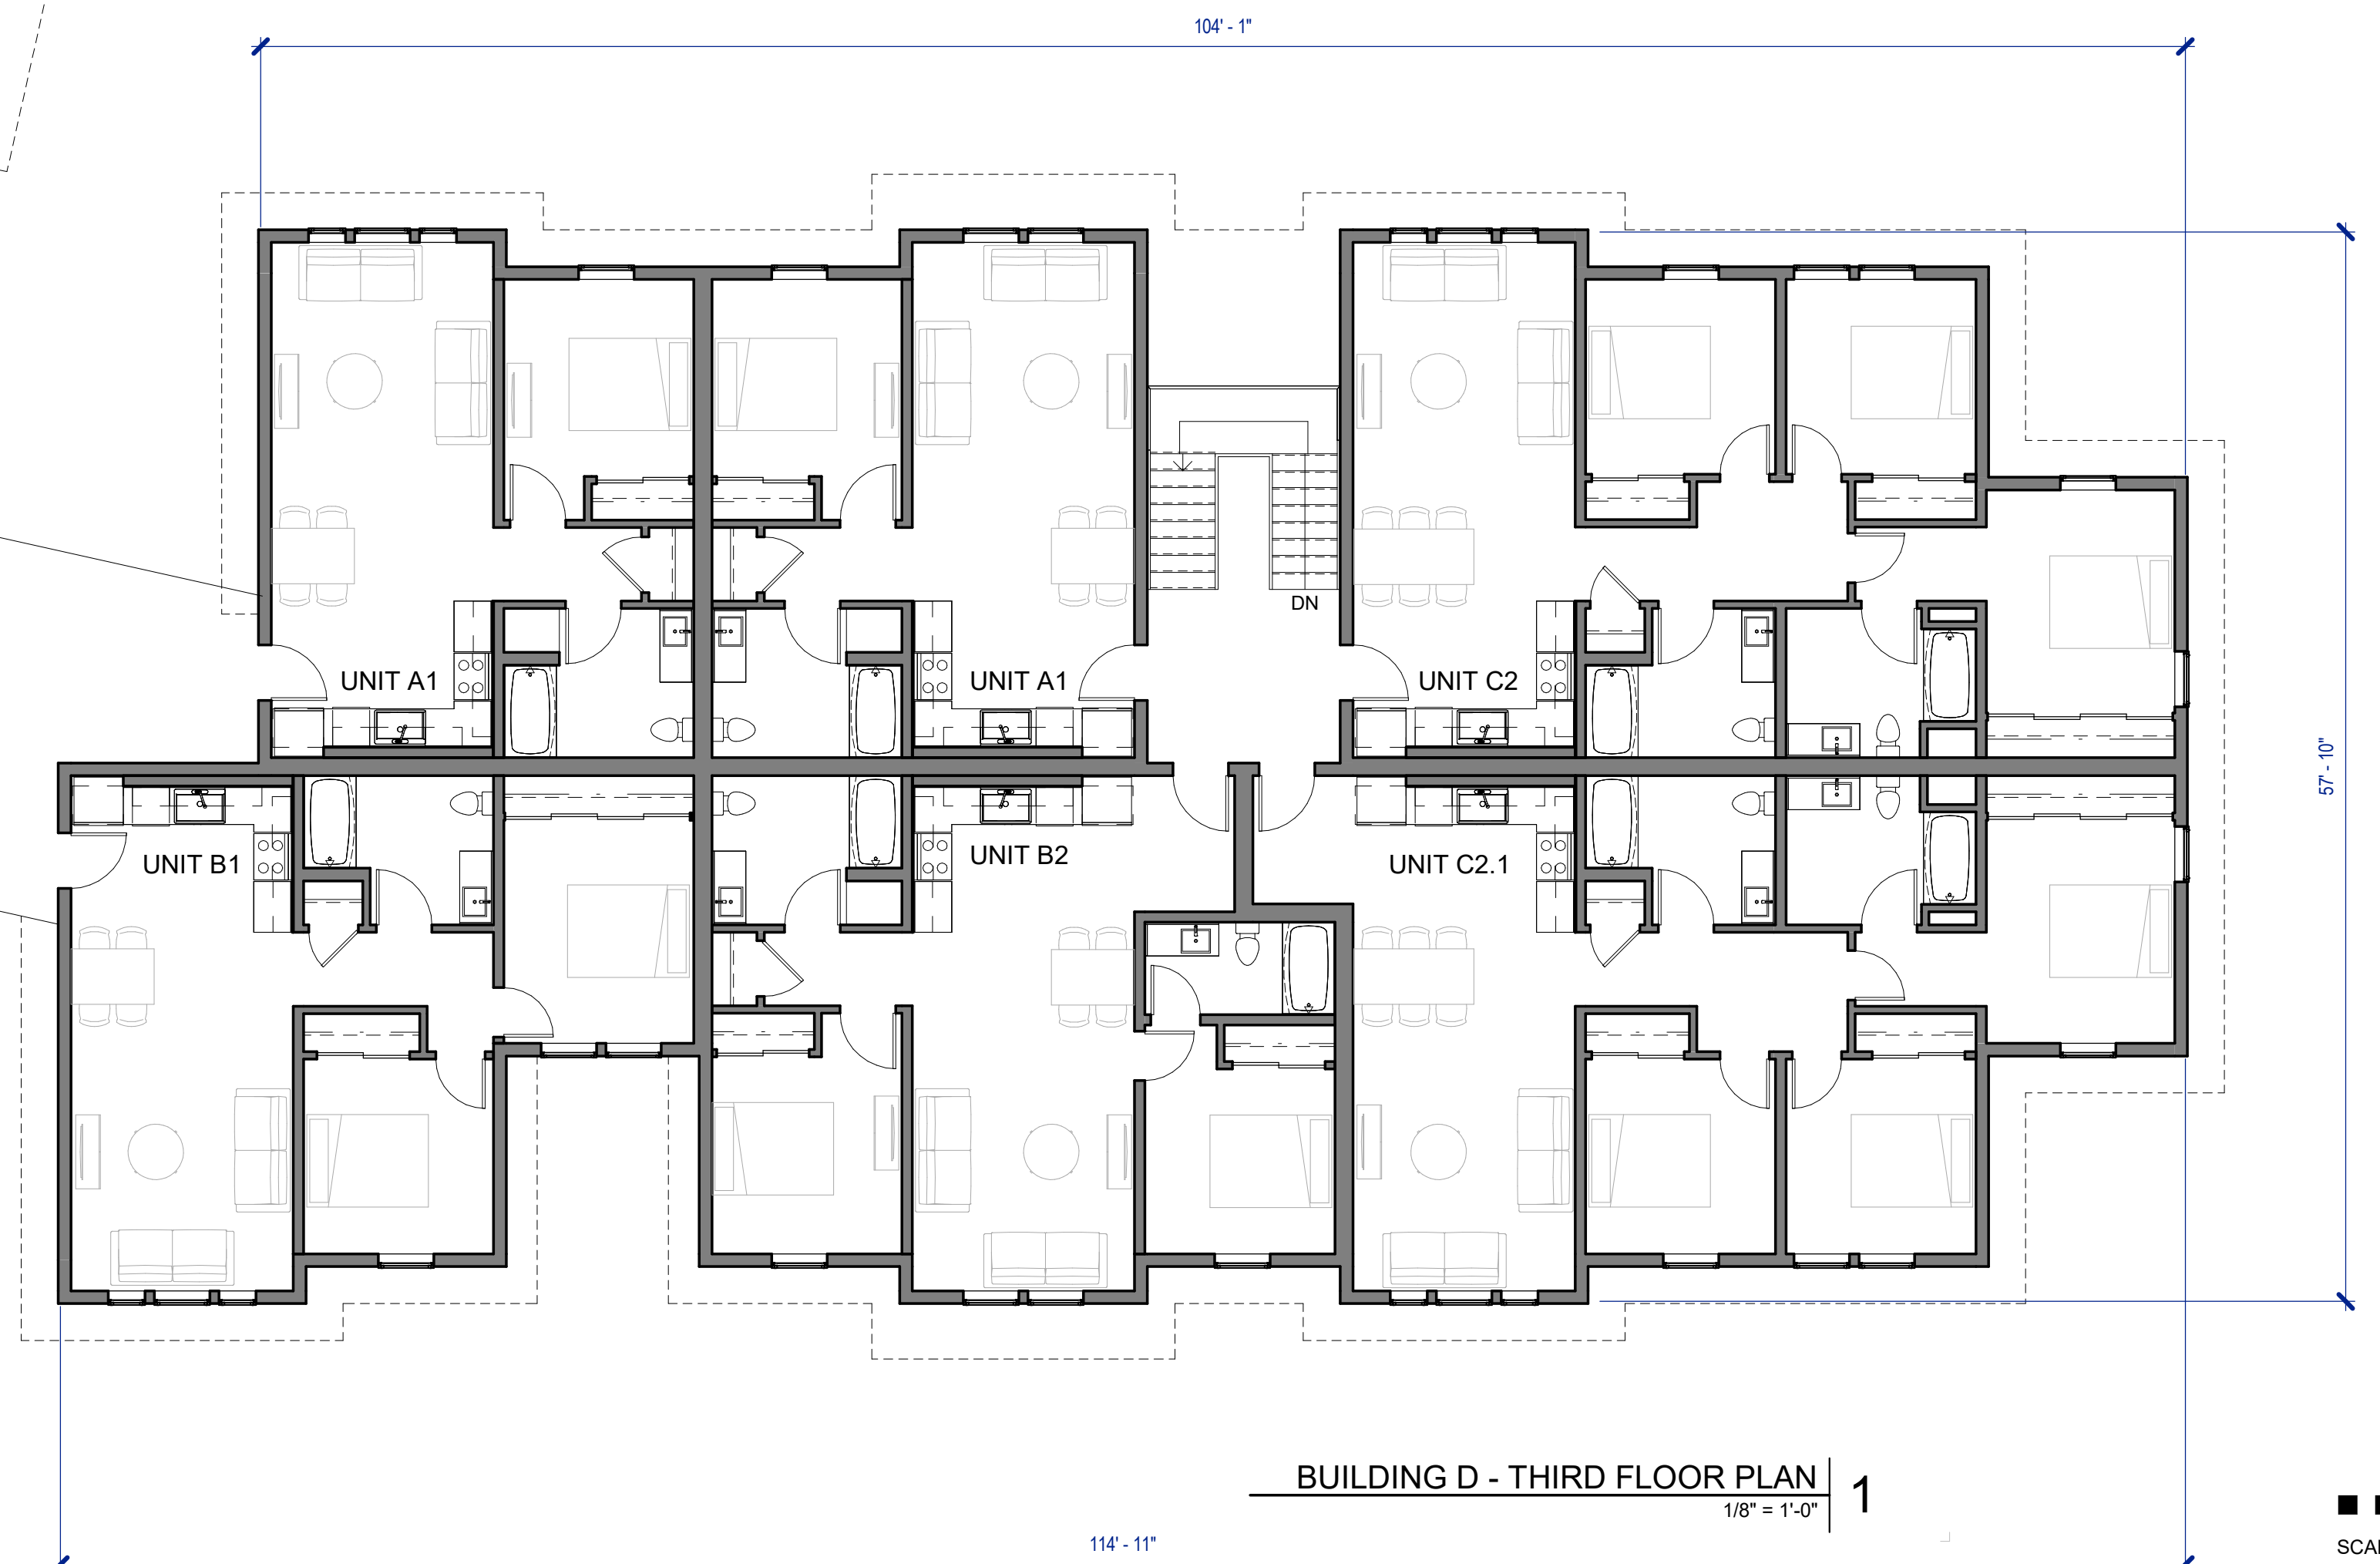 104' - 1"
DN
UNIT A1
UNIT A1
UNIT C2
57' - 10"
UNIT B1
UNIT B2
UNIT C2.1
BUILDING D - THIRD FLOOR PLAN
1/8" = 1'-0"
1
114' - 11"